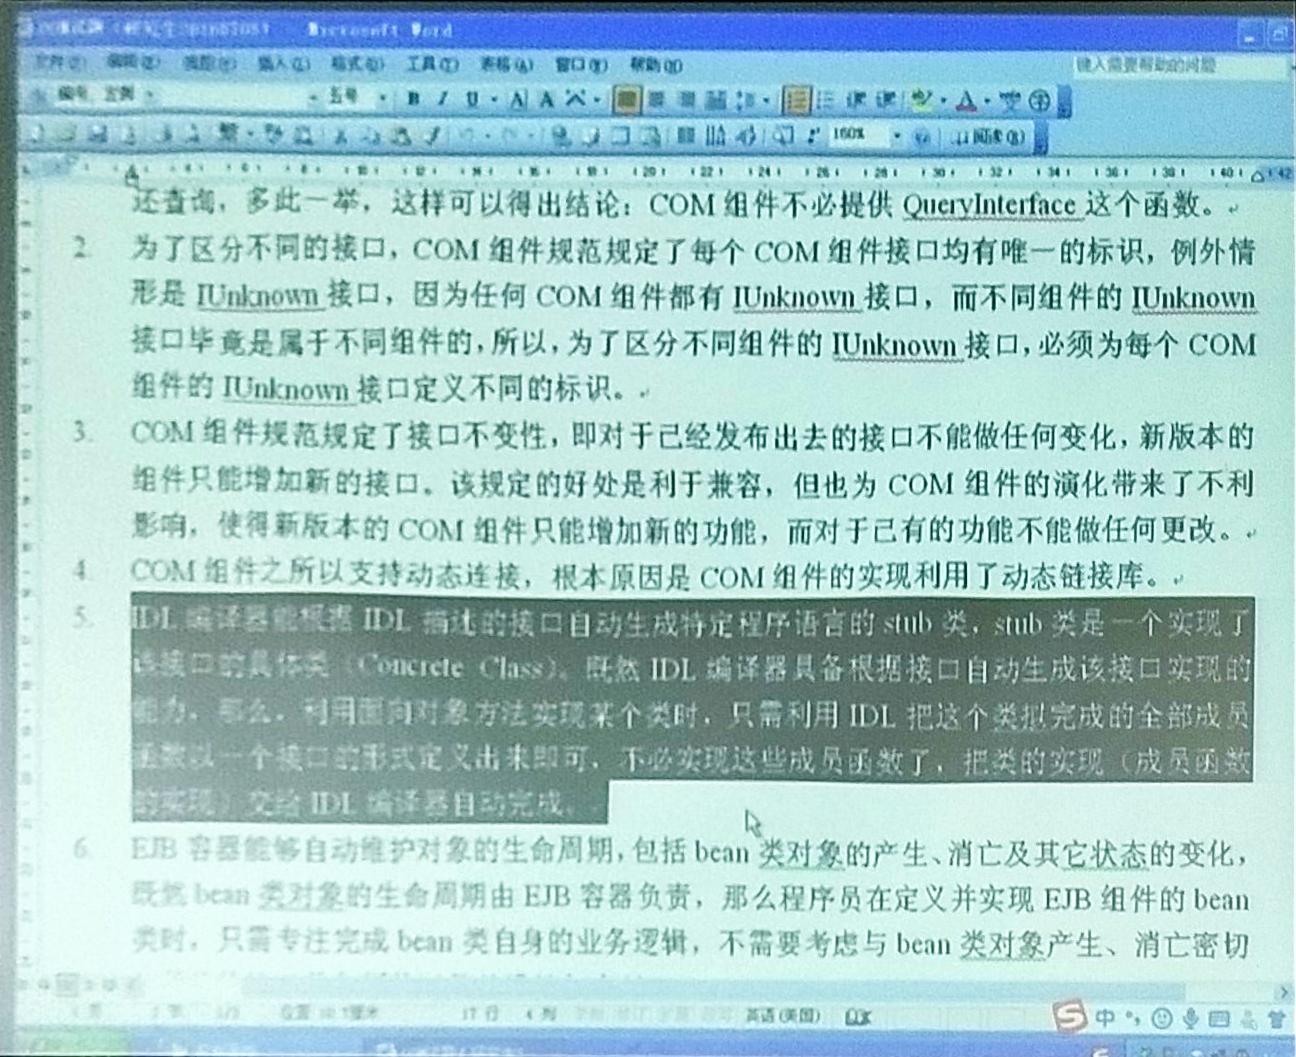 Microsoft Word
文件(F) 编辑(E) 视图(V) 插入(I) 格式(O) 工具(T) 表格(A) 窗口(W) 帮助(H) 键入需要帮助的问题
编号 宋体 五号 B I U A A
160% 阅读(R)
还查询，多此一举，这样可以得出结论：COM 组件不必提供 QueryInterface 这个函数。
2. 为了区分不同的接口，COM 组件规范规定了每个 COM 组件接口均有唯一的标识，例外情
形是 IUnknown 接口，因为任何 COM 组件都有 IUnknown 接口，而不同组件的 IUnknown
接口毕竟是属于不同组件的，所以，为了区分不同组件的 IUnknown 接口，必须为每个 COM
组件的 IUnknown 接口定义不同的标识。
3. COM 组件规范规定了接口不变性，即对于已经发布出去的接口不能做任何变化，新版本的
组件只能增加新的接口。该规定的好处是利于兼容，但也为 COM 组件的演化带来了不利
影响，使得新版本的 COM 组件只能增加新的功能，而对于已有的功能不能做任何更改。
4. COM 组件之所以支持动态连接，根本原因是 COM 组件的实现利用了动态链接库。
5. IDL 编译器能根据 IDL 描述的接口自动生成特定程序语言的 stub 类，stub 类是一个实现了
该接口的具体类（Concrete Class）。既然 IDL 编译器具备根据接口自动生成该接口实现的
能力，那么，利用面向对象方法实现某个类时，只需利用 IDL 把这个类拟完成的全部成员
函数以一个接口的形式定义出来即可，不必实现这些成员函数了，把类的实现（成员函数
的实现）交给 IDL 编译器自动完成。
6. EJB 容器能够自动维护对象的生命周期，包括 bean 类对象的产生、消亡及其它状态的变化，
既然 bean 类对象的生命周期由 EJB 容器负责，那么程序员在定义并实现 EJB 组件的 bean
类时，只需专注完成 bean 类自身的业务逻辑，不需要考虑与 bean 类对象产生、消亡密切
17 行 4 列 英语(美国)
中